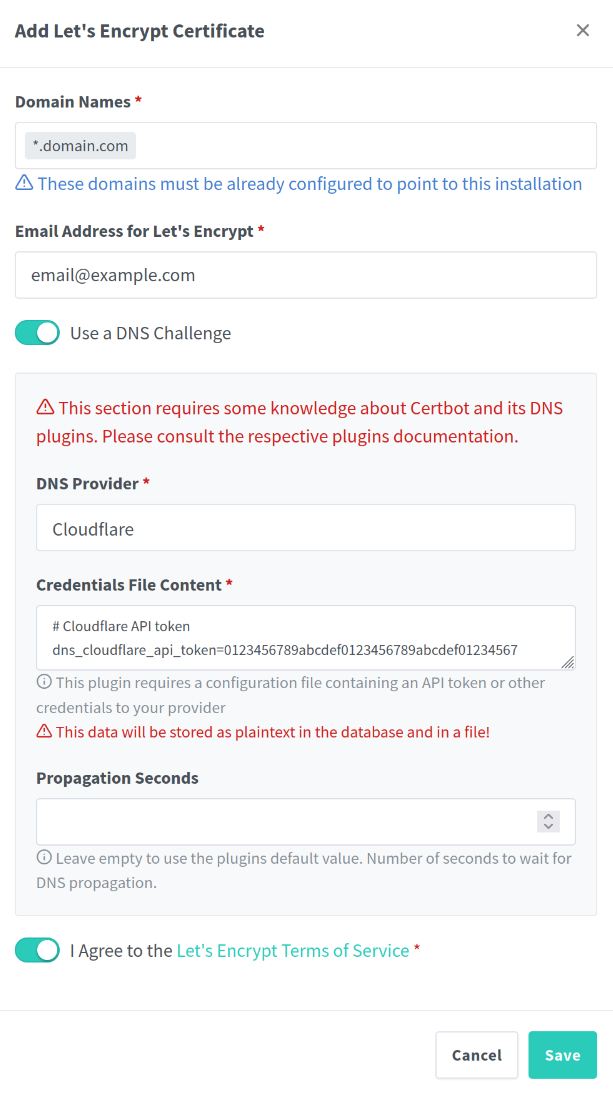 Add Let's Encrypt Certificate
Domain Names *
*.domain.com
These domains must be already configured to point to this installation
Email Address for Let's Encrypt *
email@example.com
Use a DNS Challenge
This section requires some knowledge about Certbot and its DNS
plugins. Please consult the respective plugins documentation.
DNS Provider *
Cloudflare
Credentials File Content *
# Cloudflare API token
dns_cloudflare_api_token=0123456789abcdef0123456789abcdef01234567
This plugin requires a configuration file containing an API token or other
credentials to your provider
This data will be stored as plaintext in the database and in a file!
Propagation Seconds
Leave empty to use the plugins default value. Number of seconds to wait for
DNS propagation.
I Agree to the Let's Encrypt Terms of Service *
Cancel
Save